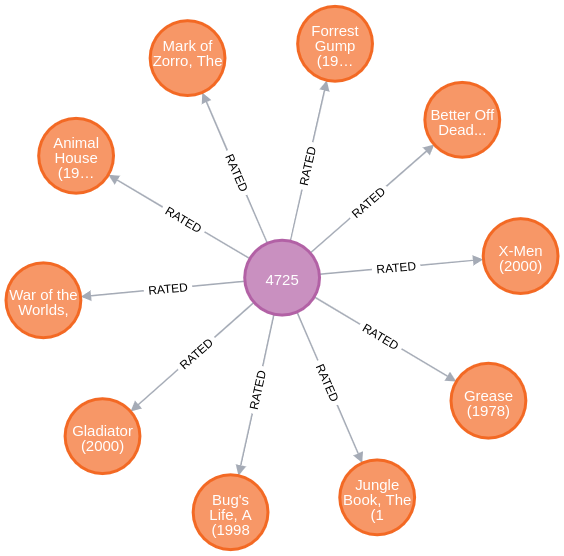 Forrest
Gump
(19…
Mark of
Zorro, The
Better Off
Dead...
Animal
House
(19…
X-Men
(2000)
War of the
Worlds,
Grease
(1978)
Gladiator
(2000)
Jungle
Book, The
(1
Bug's
Life, A
(1998
4725
RATED
RATED
RATED
RATED
RATED
RATED
RATED
RATED
RATED
RATED